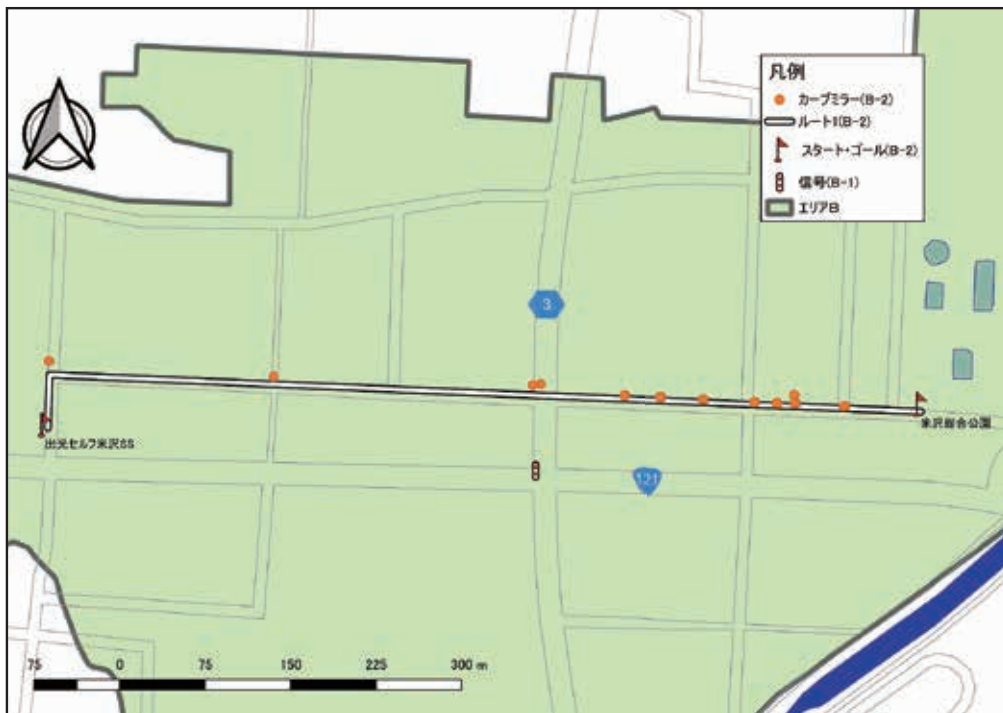 凡例
カーブミラー(B-2)
ルート1(B-2)
スタート・ゴール(B-2)
信号(B-1)
エリアB
3
米沢総合公園
出光セルフ米沢SS
121
75 0 75 150 225 300 m